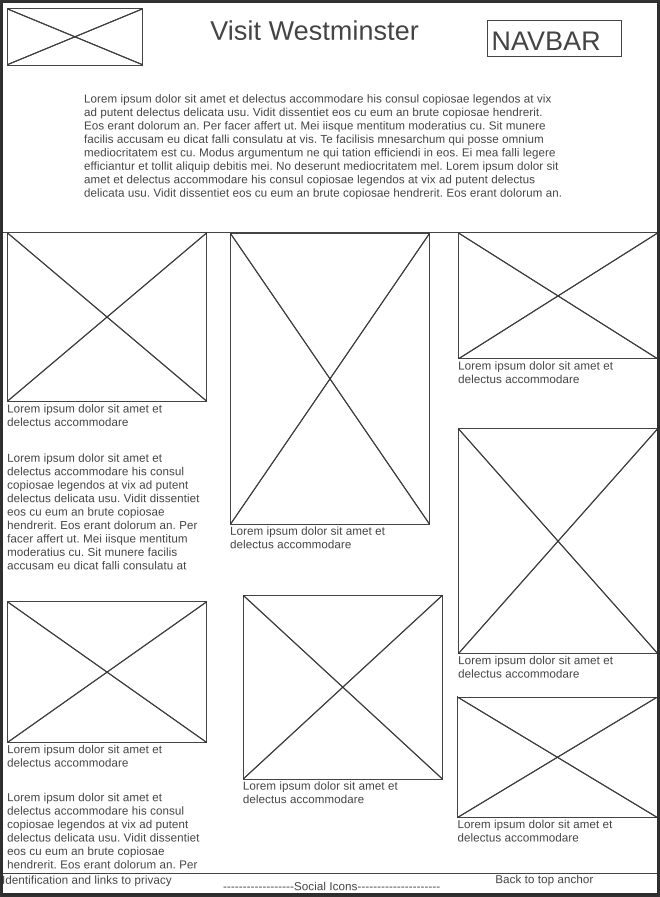 Visit Westminster
NAVBAR
Lorem ipsum dolor sit amet et delectus accommodare his consul copiosae legendos at vix
ad putent delectus delicata usu. Vidit dissentiet eos cu eum an brute copiosae hendrerit.
Eos erant dolorum an. Per facer affert ut. Mei iisque mentitum moderatius cu. Sit munere
facilis accusam eu dicat falli consulatu at vis. Te facilisis mnesarchum qui posse omnium
mediocritatem est cu. Modus argumentum ne qui tation efficiendi in eos. Ei mea falli legere
efficiantur et tollit aliquip debitis mei. No deserunt mediocritatem mel. Lorem ipsum dolor sit
amet et delectus accommodare his consul copiosae legendos at vix ad putent delectus
delicata usu. Vidit dissentiet eos cu eum an brute copiosae hendrerit. Eos erant dolorum an.
Lorem ipsum dolor sit amet et
delectus accommodare
Lorem ipsum dolor sit amet et
delectus accommodare his consul
copiosae legendos at vix ad putent
delectus delicata usu. Vidit dissentiet
eos cu eum an brute copiosae
hendrerit. Eos erant dolorum an. Per
facer affert ut. Mei iisque mentitum
moderatius cu. Sit munere facilis
accusam eu dicat falli consulatu at
Lorem ipsum dolor sit amet et
delectus accommodare
Lorem ipsum dolor sit amet et
delectus accommodare his consul
copiosae legendos at vix ad putent
delectus delicata usu. Vidit dissentiet
eos cu eum an brute copiosae
hendrerit. Eos erant dolorum an. Per
Lorem ipsum dolor sit amet et
delectus accommodare
Lorem ipsum dolor sit amet et
delectus accommodare
Lorem ipsum dolor sit amet et
delectus accommodare
Lorem ipsum dolor sit amet et
delectus accommodare
Lorem ipsum dolor sit amet et
delectus accommodare
Identification and links to privacy
------------------Social Icons---------------------
Back to top anchor